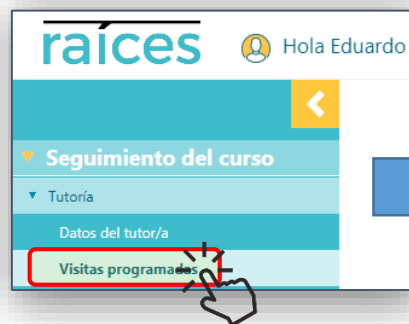 raíces
Hola Eduardo
Seguimiento del curso
Tutoría
Datos del tutor/a
Visitas programadas